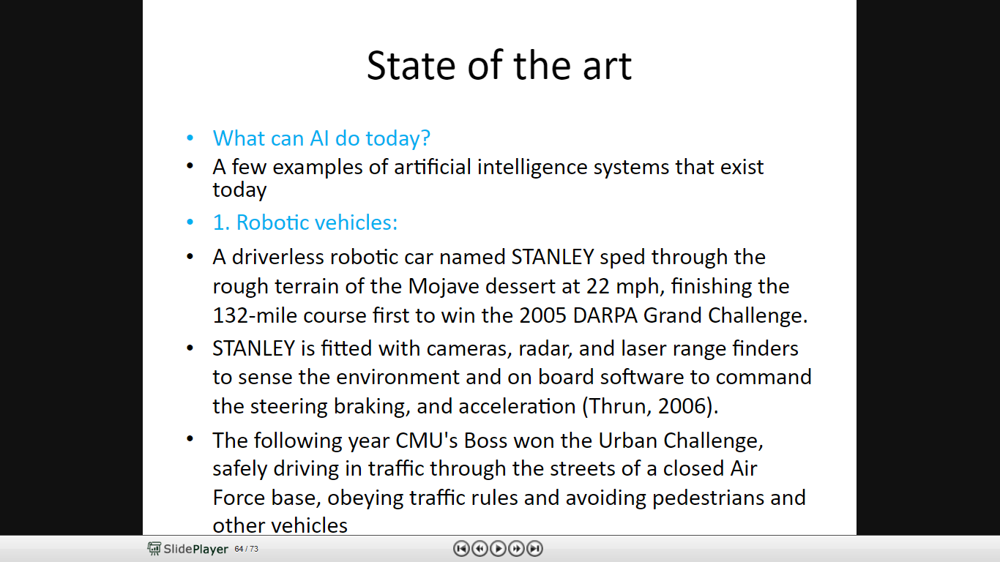 State of the art
• What can AI do today?
• A few examples of artificial intelligence systems that exist
today
• 1. Robotic vehicles:
• A driverless robotic car named STANLEY sped through the
rough terrain of the Mojave dessert at 22 mph, finishing the
132-mile course first to win the 2005 DARPA Grand Challenge.
• STANLEY is fitted with cameras, radar, and laser range finders
to sense the environment and on board software to command
the steering braking, and acceleration (Thrun, 2006).
• The following year CMU's Boss won the Urban Challenge,
safely driving in traffic through the streets of a closed Air
Force base, obeying traffic rules and avoiding pedestrians and
other vehicles
SlidePlayer 64 / 73